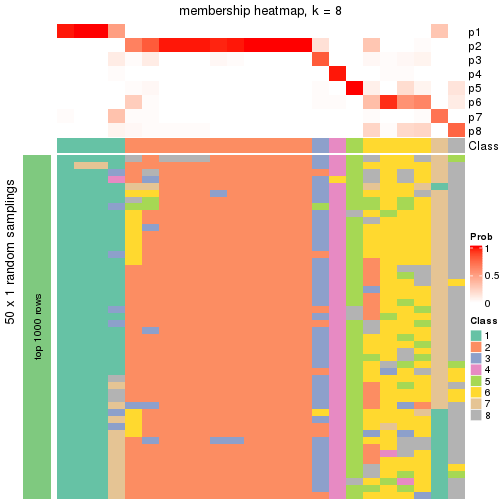 membership heatmap, k = 8
p1
p2
p3
p4
p5
p6
p7
p8
Class
50 x 1 random samplings
top 1000 rows
Prob
1
0.5
0
Class
1
2
3
4
5
6
7
8